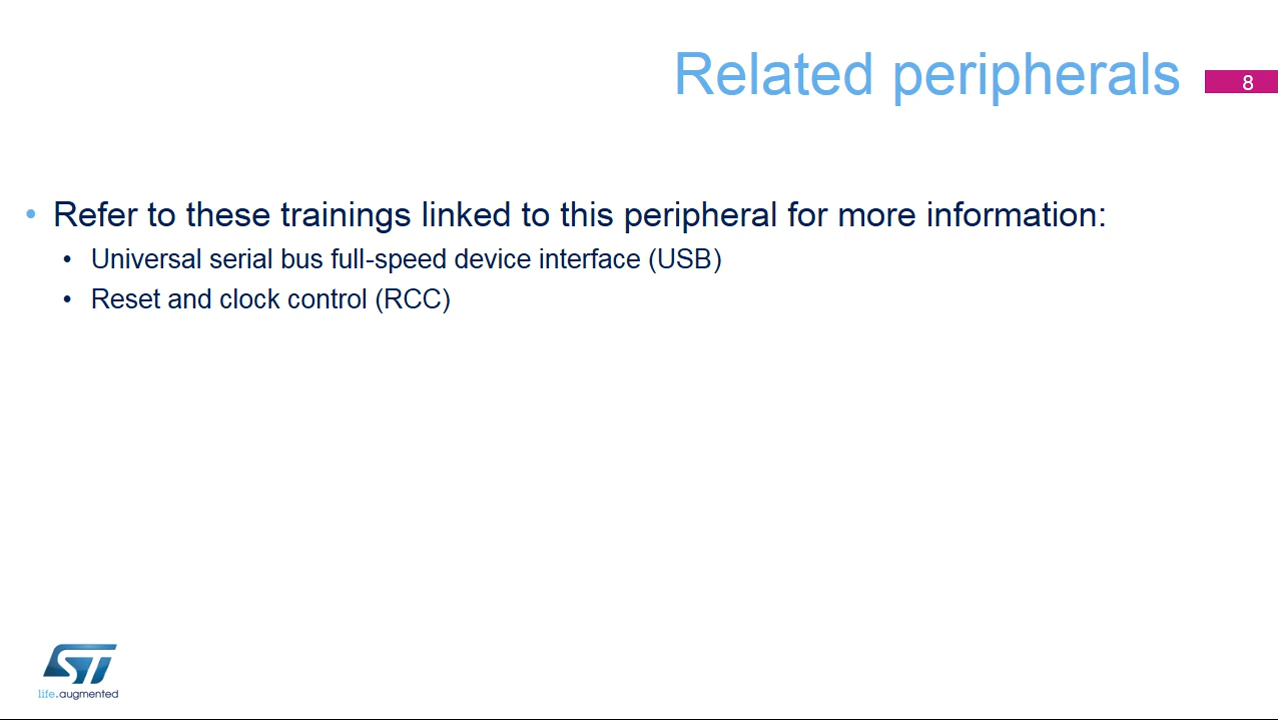 Related peripherals
8
• Refer to these trainings linked to this peripheral for more information:
• Universal serial bus full-speed device interface (USB)
• Reset and clock control (RCC)
ST
life.augmented